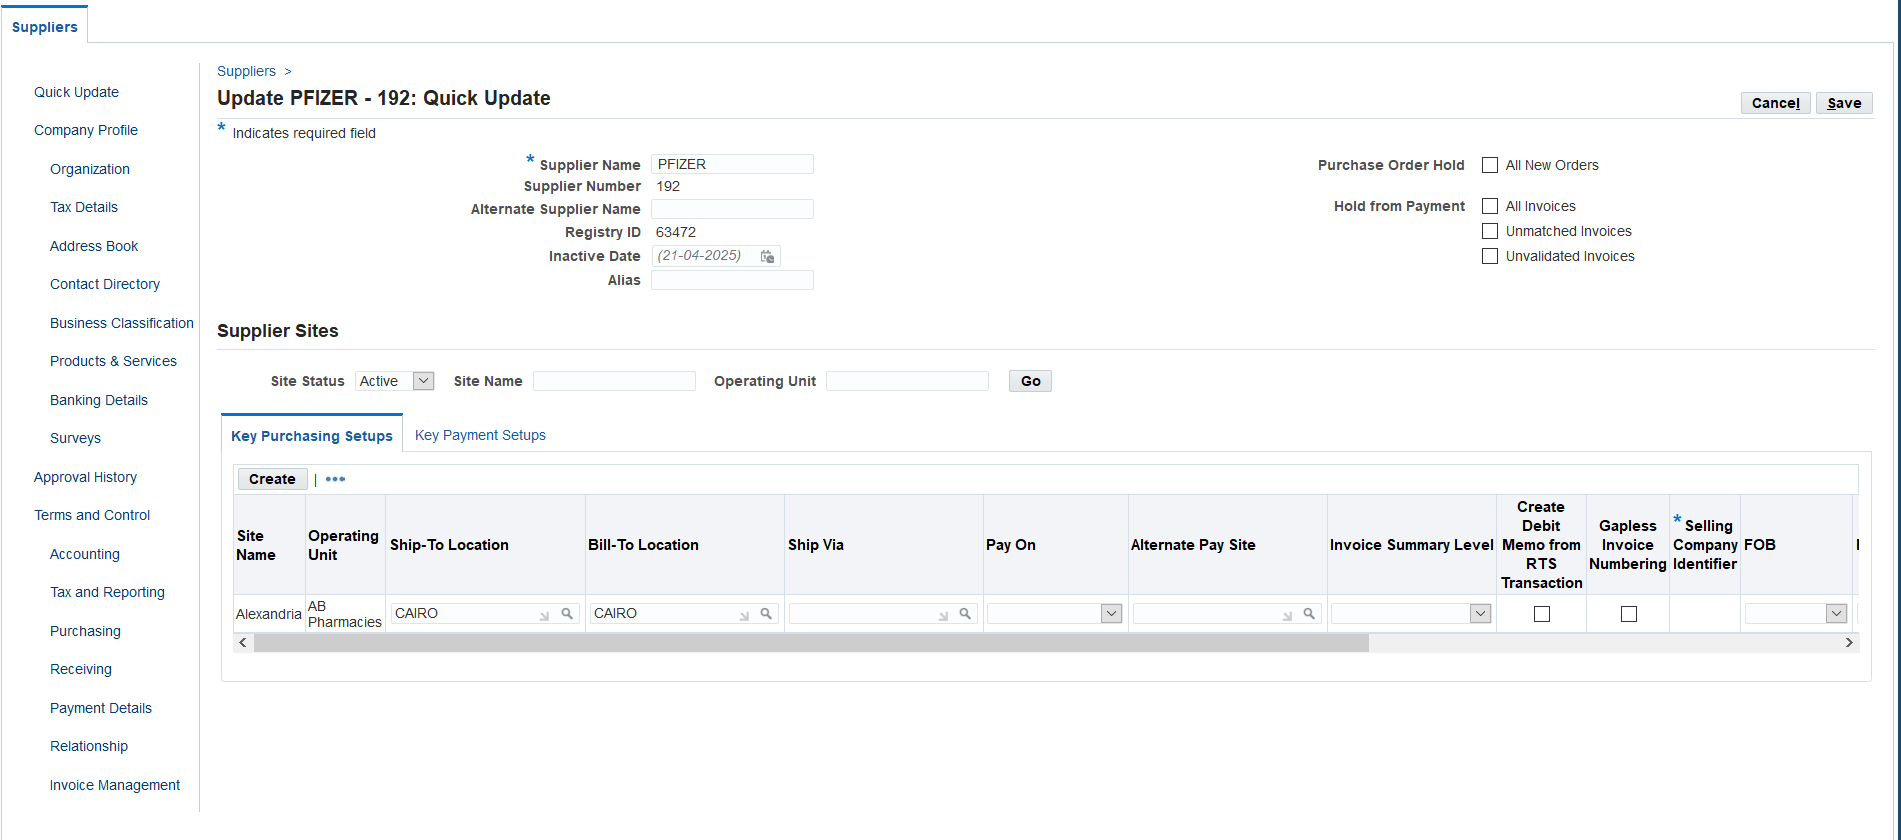 Suppliers
Quick Update
Company Profile
Organization
Tax Details
Address Book
Contact Directory
Business Classification
Products & Services
Banking Details
Surveys
Approval History
Terms and Control
Accounting
Tax and Reporting
Purchasing
Receiving
Payment Details
Relationship
Invoice Management
Suppliers >
Update PFIZER - 192: Quick Update
Cancel Save
* Indicates required field
* Supplier Name PFIZER
Supplier Number 192
Alternate Supplier Name
Registry ID 63472
Inactive Date (21-04-2025)
Alias
Purchase Order Hold All New Orders
Hold from Payment All Invoices
Unmatched Invoices
Unvalidated Invoices
Supplier Sites
Site Status Active Site Name Operating Unit Go
Key Purchasing Setups Key Payment Setups
Create | •••
Site Name
Operating Unit
Ship-To Location
Bill-To Location
Ship Via
Pay On
Alternate Pay Site
Invoice Summary Level
Create Debit Memo from RTS Transaction
Gapless Invoice Numbering
* Selling Company Identifier
FOB
Alexandria
AB Pharmacies
CAIRO
CAIRO